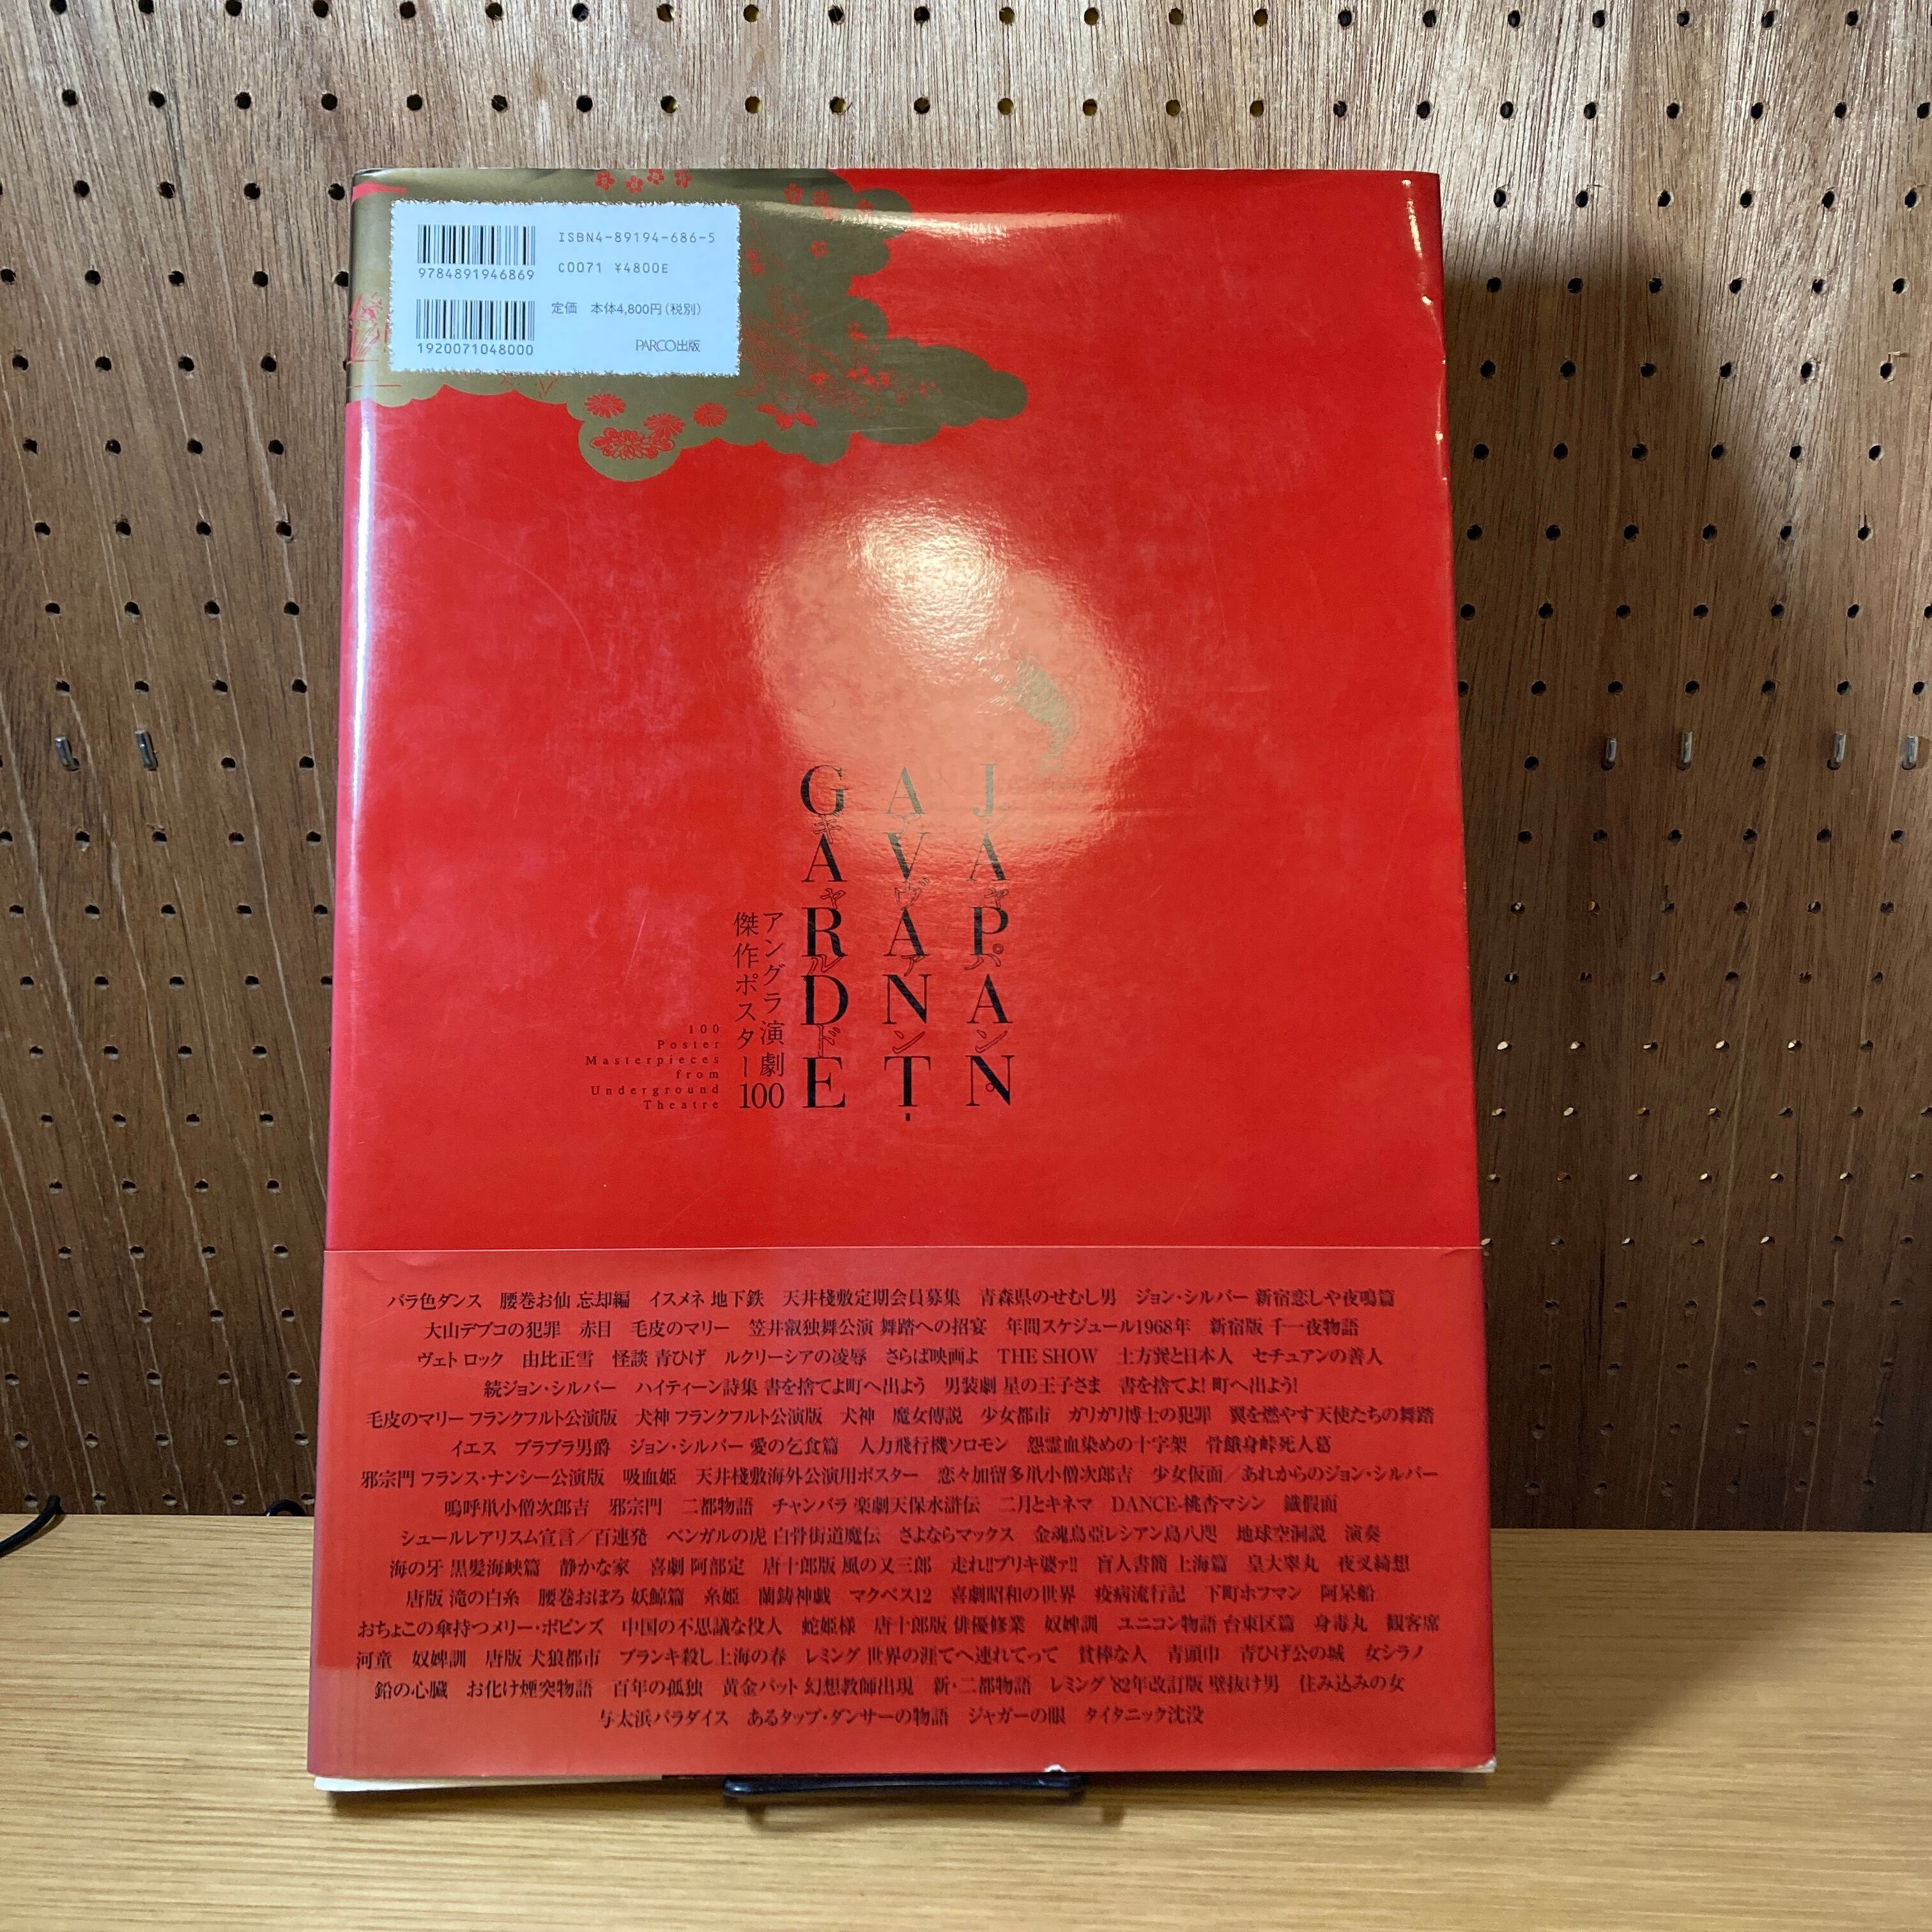 ISBN4-89194-686-5
9784891946869
C0071 ¥4800E
定価 本体4,800円(税別)
1920071048000
PARCO出版
JAPAN
ジャパン
AVANT-
アヴァン
GARDE
ギャルド
アングラ演劇
傑作ポスター100
100
Poster
Masterpieces
from
Underground
Theatre
バラ色ダンス 腰巻お仙 忘却編 イスメネ 地下鉄 天井棧敷定期会員募集 青森県のせむし男 ジョン・シルバー 新宿恋しや夜鳴篇
大山デブコの犯罪 赤目 毛皮のマリー 笠井叡独舞公演 舞踏への招宴 年間スケジュール1968年 新宿版 千一夜物語
ヴェト ロック 由比正雪 怪談 青ひげ ルクリーシアの凌辱 さらば映画よ THE SHOW 土方巽と日本人 セチュアンの善人
続ジョン・シルバー ハイティーン詩集 書を捨てよ町へ出よう 男装劇 星の王子さま 書を捨てよ! 町へ出よう!
毛皮のマリー フランクフルト公演版 犬神 フランクフルト公演版 犬神 魔女傳説 少女都市 ガリガリ博士の犯罪 翼を燃やす天使たちの舞踏
イエス ブラブラ男爵 ジョン・シルバー 愛の乞食篇 人力飛行機ソロモン 怨霊血染めの十字架 骨餓身峠死人葛
邪宗門 フランス・ナンシー公演版 吸血姫 天井棧敷海外公演用ポスター 恋々加留多鼡小僧次郎吉 少女仮面/あれからのジョン・シルバー
嗚呼鼡小僧次郎吉 邪宗門 二都物語 チャンバラ 楽劇天保水滸伝 二月とキネマ DANCE-桃杏マシン 鐵假面
シュールレアリスム宣言/百連発 ベンガルの虎 白骨街道魔伝 さよならマックス 金魂鳥亞レシアン島八咫 地球空洞説 演奏
海の牙 黒髪海峡篇 静かな家 喜劇 阿部定 唐十郎版 風の又三郎 走れ!!ブリキ婆ァ!! 盲人書簡 上海篇 皇大睾丸 夜叉綺想
唐版 滝の白糸 腰巻おぼろ 妖鯨篇 糸姫 蘭鋳神戯 マクベス12 喜劇昭和の世界 疫病流行記 下町ホフマン 阿呆船
おちょこの傘持つメリー・ポピンズ 中国の不思議な役人 蛇姫様 唐十郎版 俳優修業 奴婢訓 ユニコン物語 台東区篇 身毒丸 観客席
河童 奴婢訓 唐版 犬狼都市 ブランキ殺し上海の春 レミング 世界の涯てへ連れてって 貧棒な人 青頭巾 青ひげ公の城 女シラノ
鉛の心臓 お化け煙突物語 百年の孤独 黄金バット 幻想教師出現 新・二都物語 レミング '82年改訂版 壁抜け男 住み込みの女
与太浜パラダイス あるタップ・ダンサーの物語 ジャガーの眼 タイタニック沈没